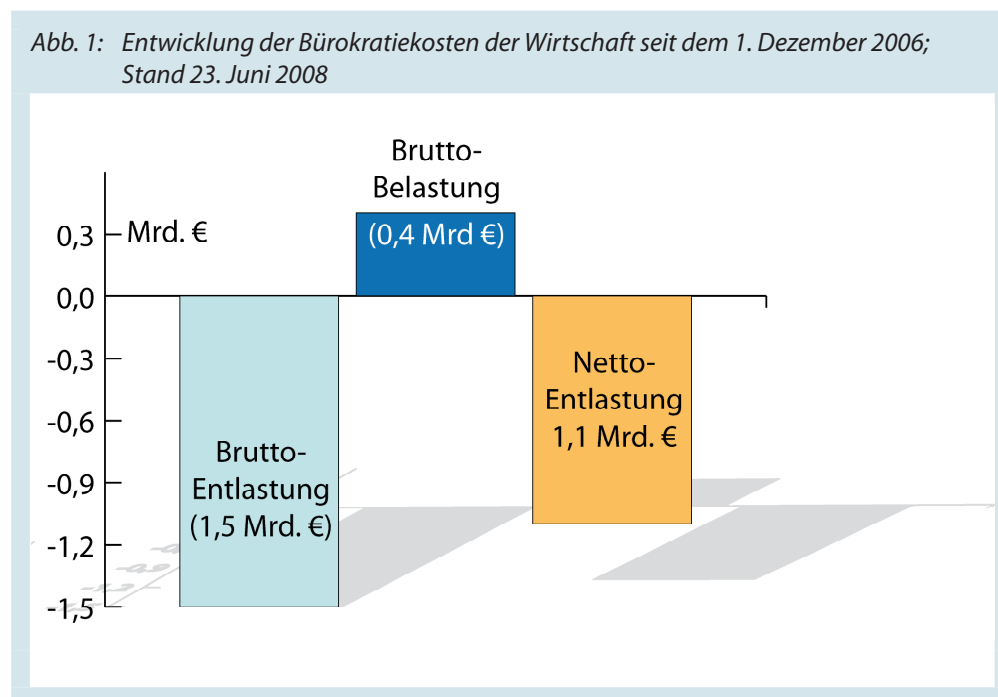 Abb. 1: Entwicklung der Bürokratiekosten der Wirtschaft seit dem 1. Dezember 2006;
Stand 23. Juni 2008
Brutto-
Belastung
(0,4 Mrd €)
Mrd. €
0,3
0,0
-0,3
-0,6
-0,9
-1,2
-1,5
Brutto-
Entlastung
(1,5 Mrd. €)
Netto-
Entlastung
1,1 Mrd. €